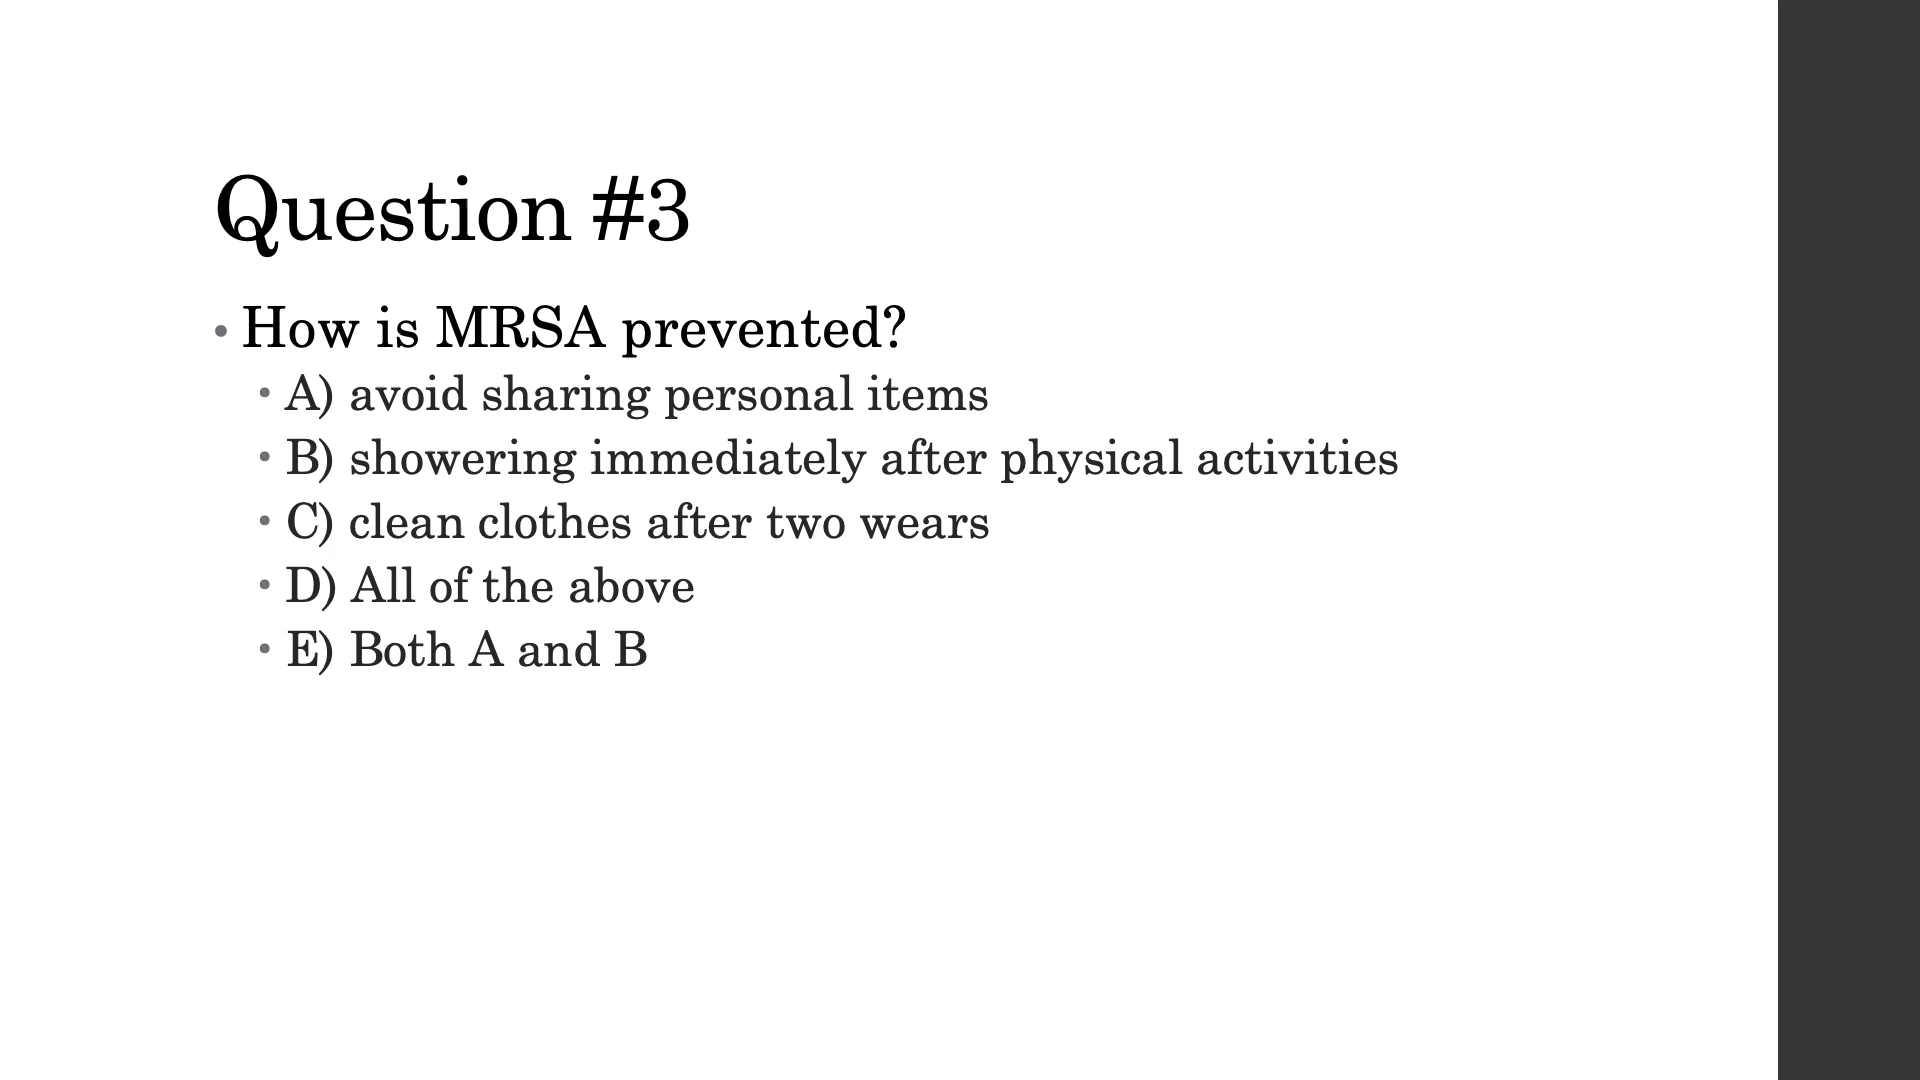 Question #3
• How is MRSA prevented?
• A) avoid sharing personal items
• B) showering immediately after physical activities
• C) clean clothes after two wears
• D) All of the above
• E) Both A and B